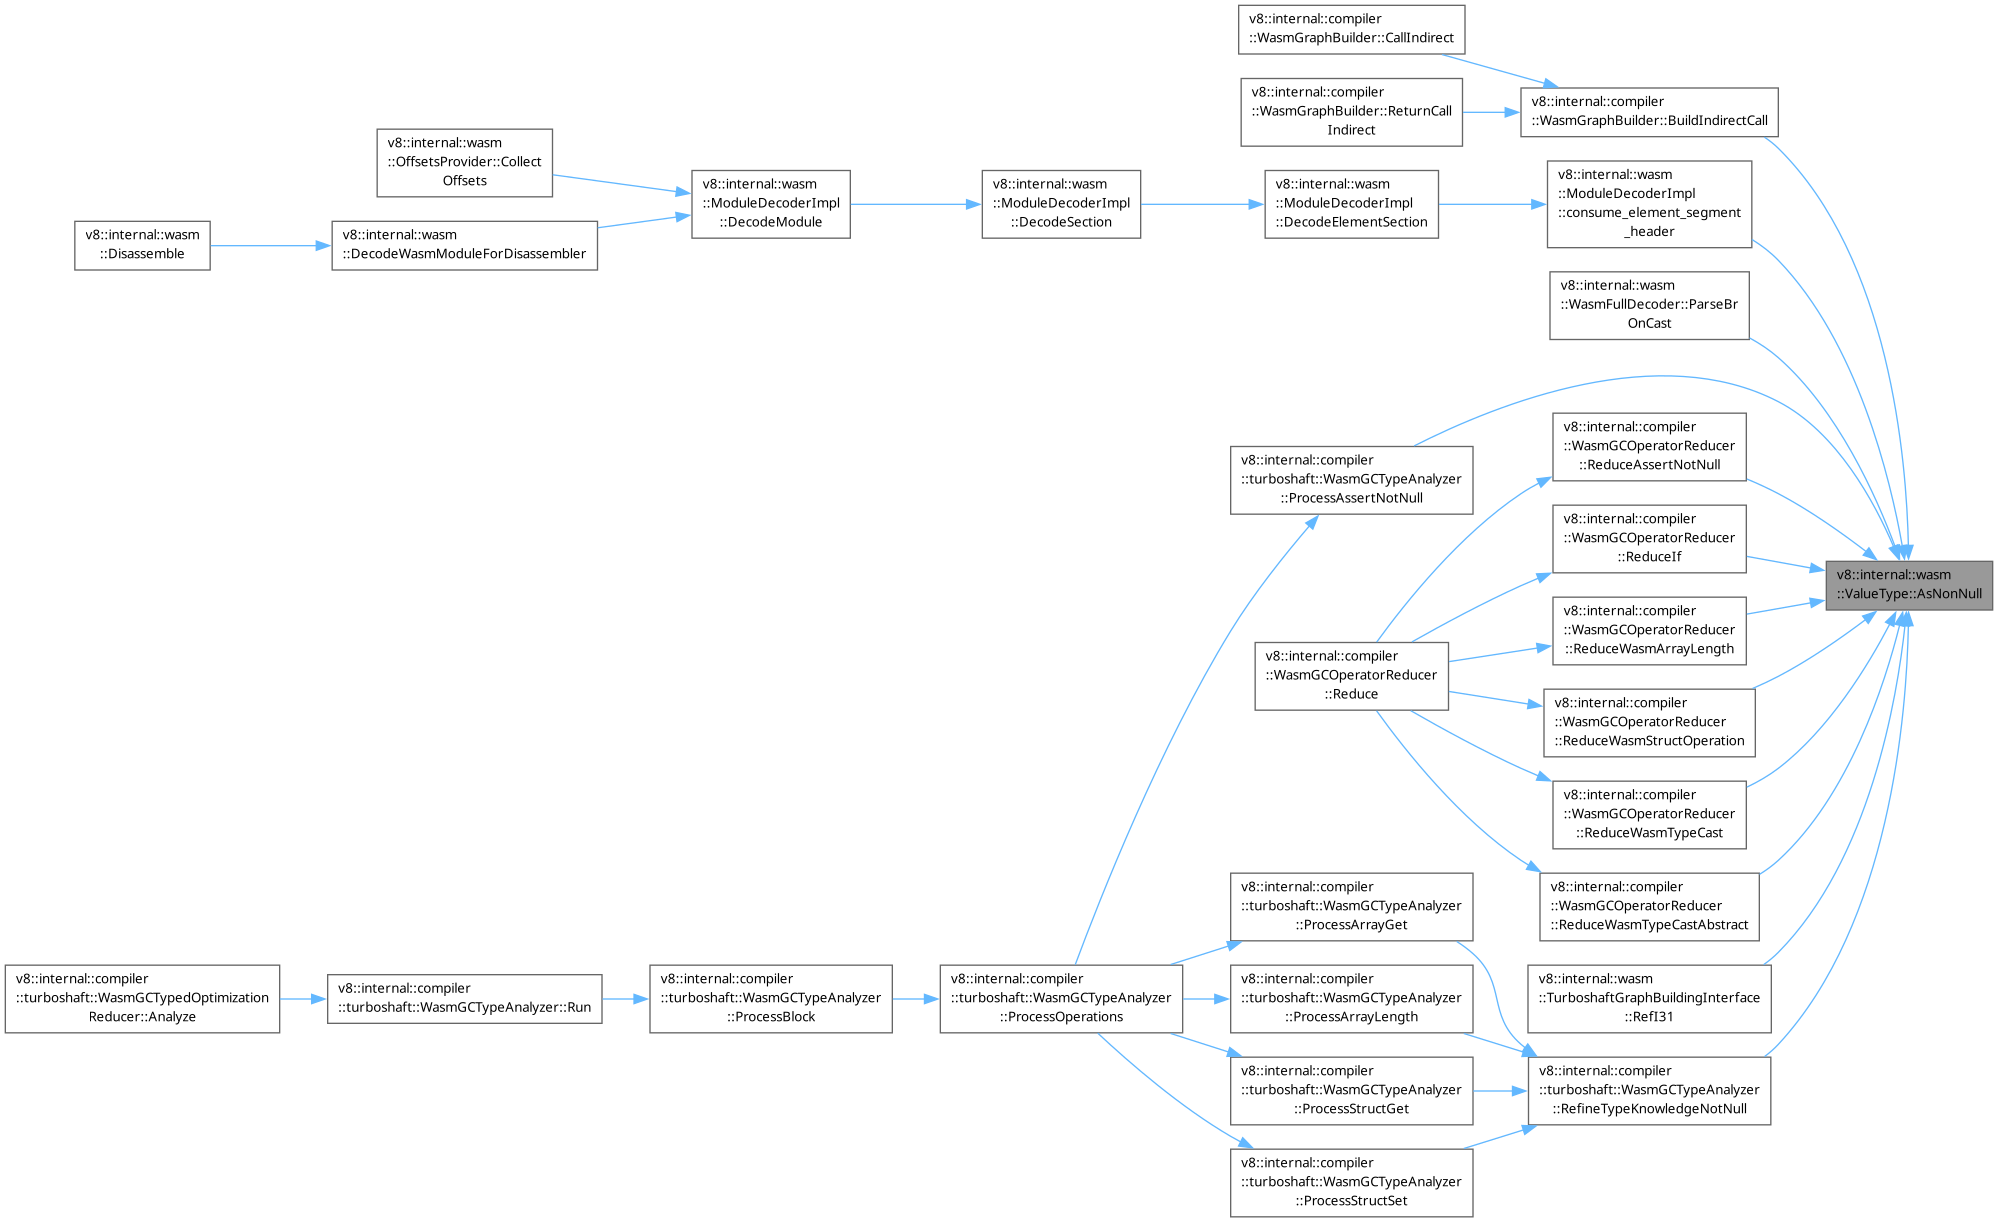 v8::internal::compiler
::WasmGraphBuilder::CallIndirect
v8::internal::compiler
::WasmGraphBuilder::ReturnCall
Indirect
v8::internal::compiler
::WasmGraphBuilder::BuildIndirectCall
v8::internal::wasm
::OffsetsProvider::Collect
Offsets
v8::internal::wasm
::Disassemble
v8::internal::wasm
::DecodeWasmModuleForDisassembler
v8::internal::wasm
::ModuleDecoderImpl
::DecodeModule
v8::internal::wasm
::ModuleDecoderImpl
::DecodeSection
v8::internal::wasm
::ModuleDecoderImpl
::DecodeElementSection
v8::internal::wasm
::ModuleDecoderImpl
::consume_element_segment
_header
v8::internal::wasm
::WasmFullDecoder::ParseBr
OnCast
v8::internal::compiler
::turboshaft::WasmGCTypeAnalyzer
::ProcessAssertNotNull
v8::internal::compiler
::WasmGCOperatorReducer
::ReduceAssertNotNull
v8::internal::compiler
::WasmGCOperatorReducer
::ReduceIf
v8::internal::wasm
::ValueType::AsNonNull
v8::internal::compiler
::WasmGCOperatorReducer
::ReduceWasmArrayLength
v8::internal::compiler
::WasmGCOperatorReducer
::Reduce
v8::internal::compiler
::WasmGCOperatorReducer
::ReduceWasmStructOperation
v8::internal::compiler
::WasmGCOperatorReducer
::ReduceWasmTypeCast
v8::internal::compiler
::WasmGCOperatorReducer
::ReduceWasmTypeCastAbstract
v8::internal::compiler
::turboshaft::WasmGCTypeAnalyzer
::ProcessArrayGet
v8::internal::compiler
::turboshaft::WasmGCTypedOptimization
Reducer::Analyze
v8::internal::compiler
::turboshaft::WasmGCTypeAnalyzer::Run
v8::internal::compiler
::turboshaft::WasmGCTypeAnalyzer
::ProcessBlock
v8::internal::compiler
::turboshaft::WasmGCTypeAnalyzer
::ProcessOperations
v8::internal::compiler
::turboshaft::WasmGCTypeAnalyzer
::ProcessArrayLength
v8::internal::wasm
::TurboshaftGraphBuildingInterface
::RefI31
v8::internal::compiler
::turboshaft::WasmGCTypeAnalyzer
::ProcessStructGet
v8::internal::compiler
::turboshaft::WasmGCTypeAnalyzer
::RefineTypeKnowledgeNotNull
v8::internal::compiler
::turboshaft::WasmGCTypeAnalyzer
::ProcessStructSet